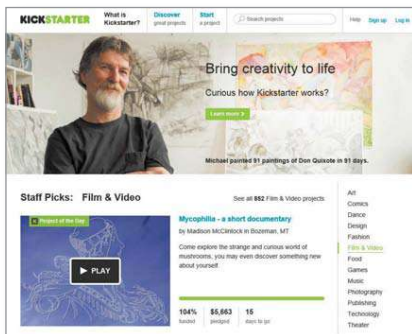 KICKSTARTER
What is
Kickstarter?
Discover
great projects
Start
a project
Search projects
Help
Sign up
Log in
Bring creativity to life
Curious how Kickstarter works?
Learn more
Michael painted 91 paintings of Don Quixote in 91 days.
Staff Picks: Film & Video
See all 852 Film & Video projects
Project of the Day
PLAY
Mycophilia - a short documentary
by Madison McClintock in Bozeman, MT
Come explore the strange and curious world of
mushrooms, you may even discover something new
about yourself.
104%
funded
$5,663
pledged
15
days to go
Art
Comics
Dance
Design
Fashion
Film & Video
Food
Games
Music
Photography
Publishing
Technology
Theater